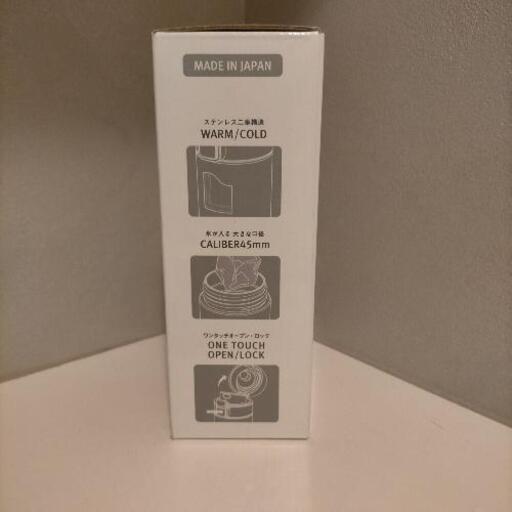 MADE IN JAPAN
ステンレス二重構造
WARM/COLD
氷が入る 大きな口径
CALIBER45mm
ワンタッチオープン・ロック
ONE TOUCH
OPEN/LOCK